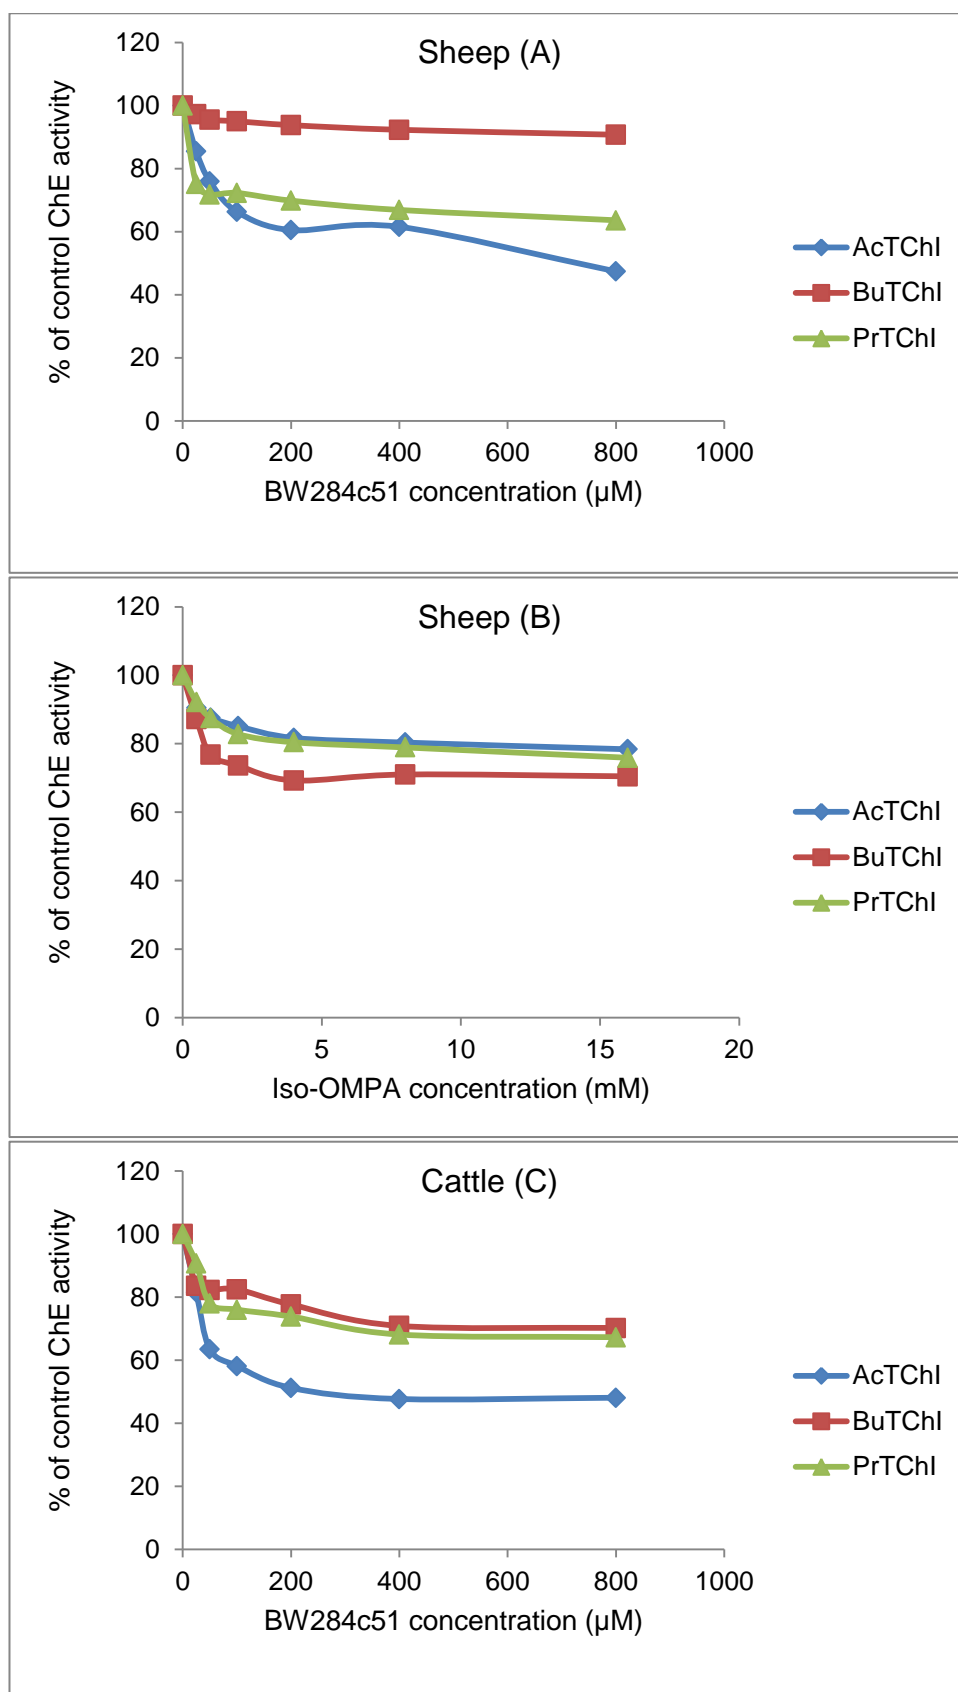 Sheep (A)
% of control ChE activity
120
100
80
60
40
20
0
0 200 400 600 800 1000
BW284c51 concentration (µM)
AcTChI
BuTChI
PrTChI
Sheep (B)
% of control ChE activity
120
100
80
60
40
20
0
0 5 10 15 20
Iso-OMPA concentration (mM)
AcTChI
BuTChI
PrTChI
Cattle (C)
% of control ChE activity
120
100
80
60
40
20
0
0 200 400 600 800 1000
BW284c51 concentration (µM)
AcTChI
BuTChI
PrTChI